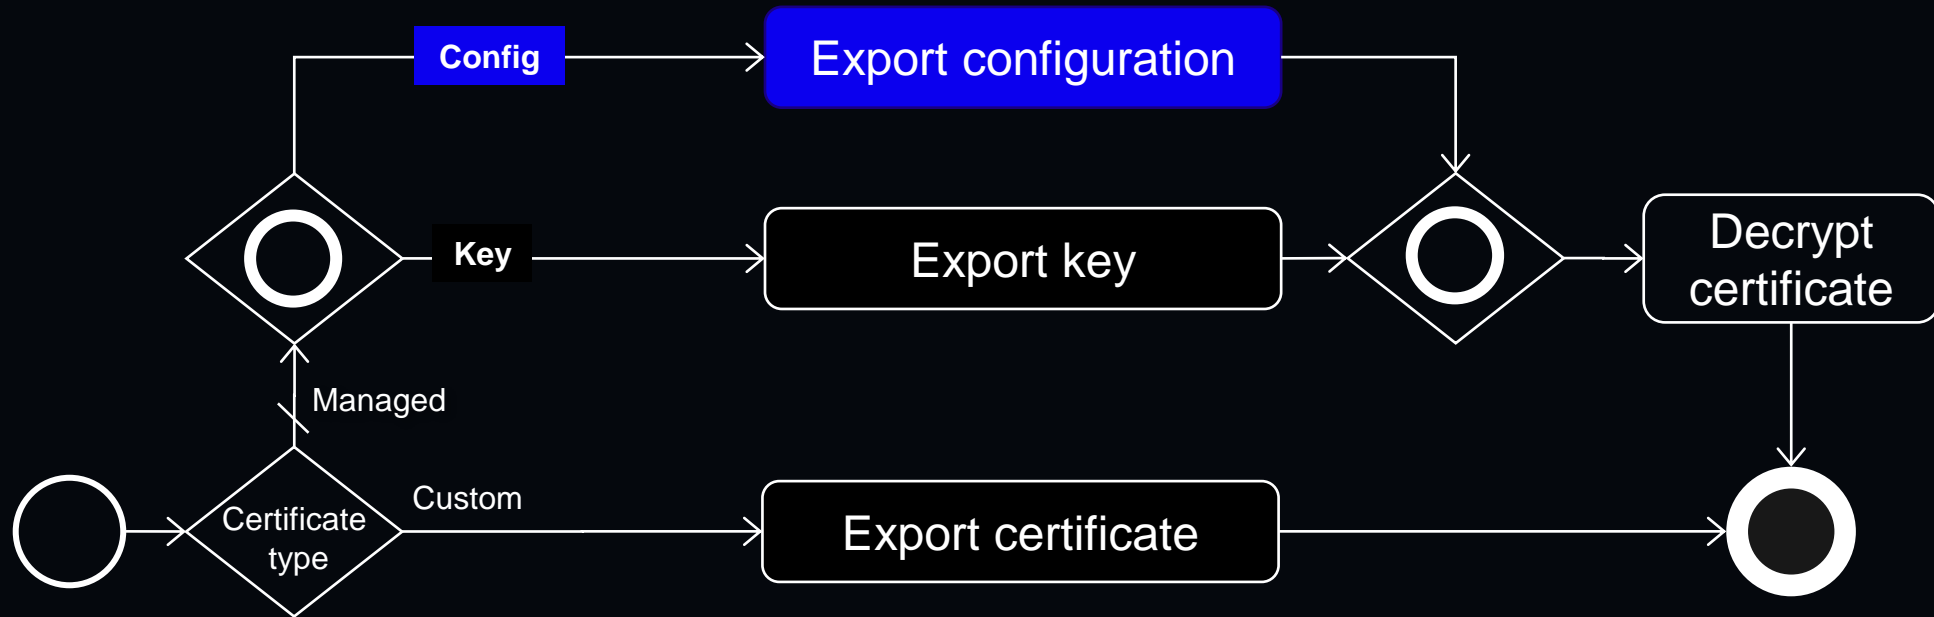 Config
Export configuration
Key
Export key
Decrypt
certificate
Managed
Certificate
type
Custom
Export certificate